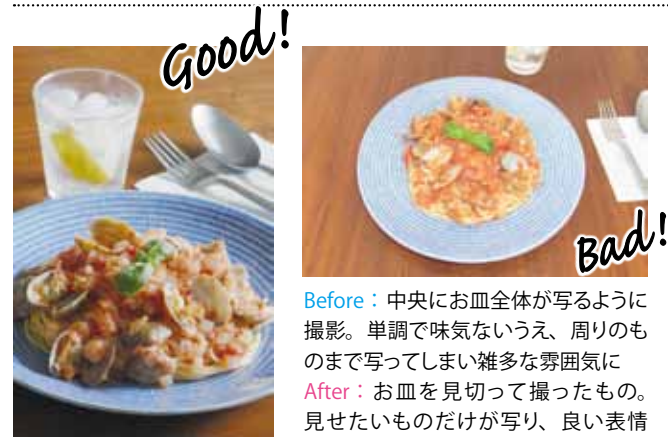 Good!
Bad!
Before：中央にお皿全体が写るように
撮影。単調で味気ないうえ、周りのも
のまで写ってしまい雑多な雰囲気に
After：お皿を見切って撮ったもの。
見せたいものだけが写り、良い表情